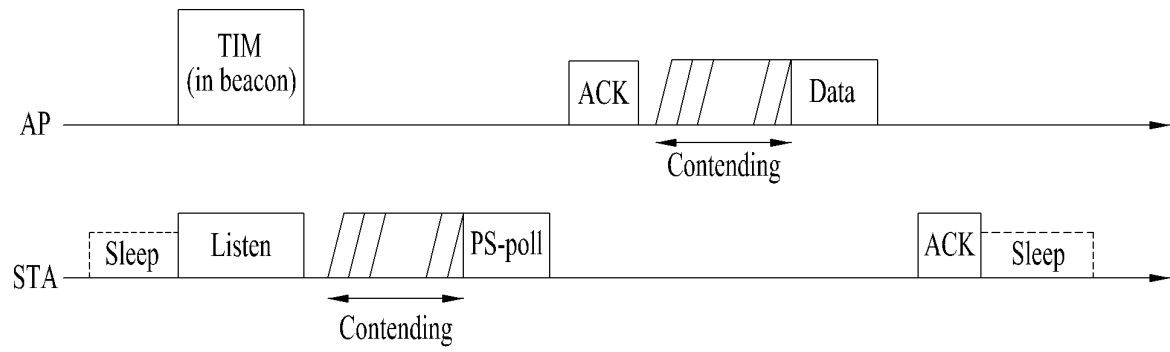 TIM
(in beacon)
ACK
Data
AP
Contending
Sleep
Listen
PS-poll
ACK
Sleep
STA
Contending